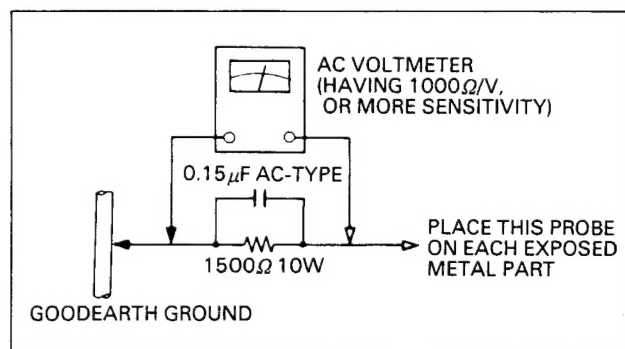 AC VOLTMETER
(HAVING 1000Ω/V,
OR MORE SENSITIVITY)
0.15μF AC-TYPE
1500Ω 10W
PLACE THIS PROBE
ON EACH EXPOSED
METAL PART
GOODEARTH GROUND